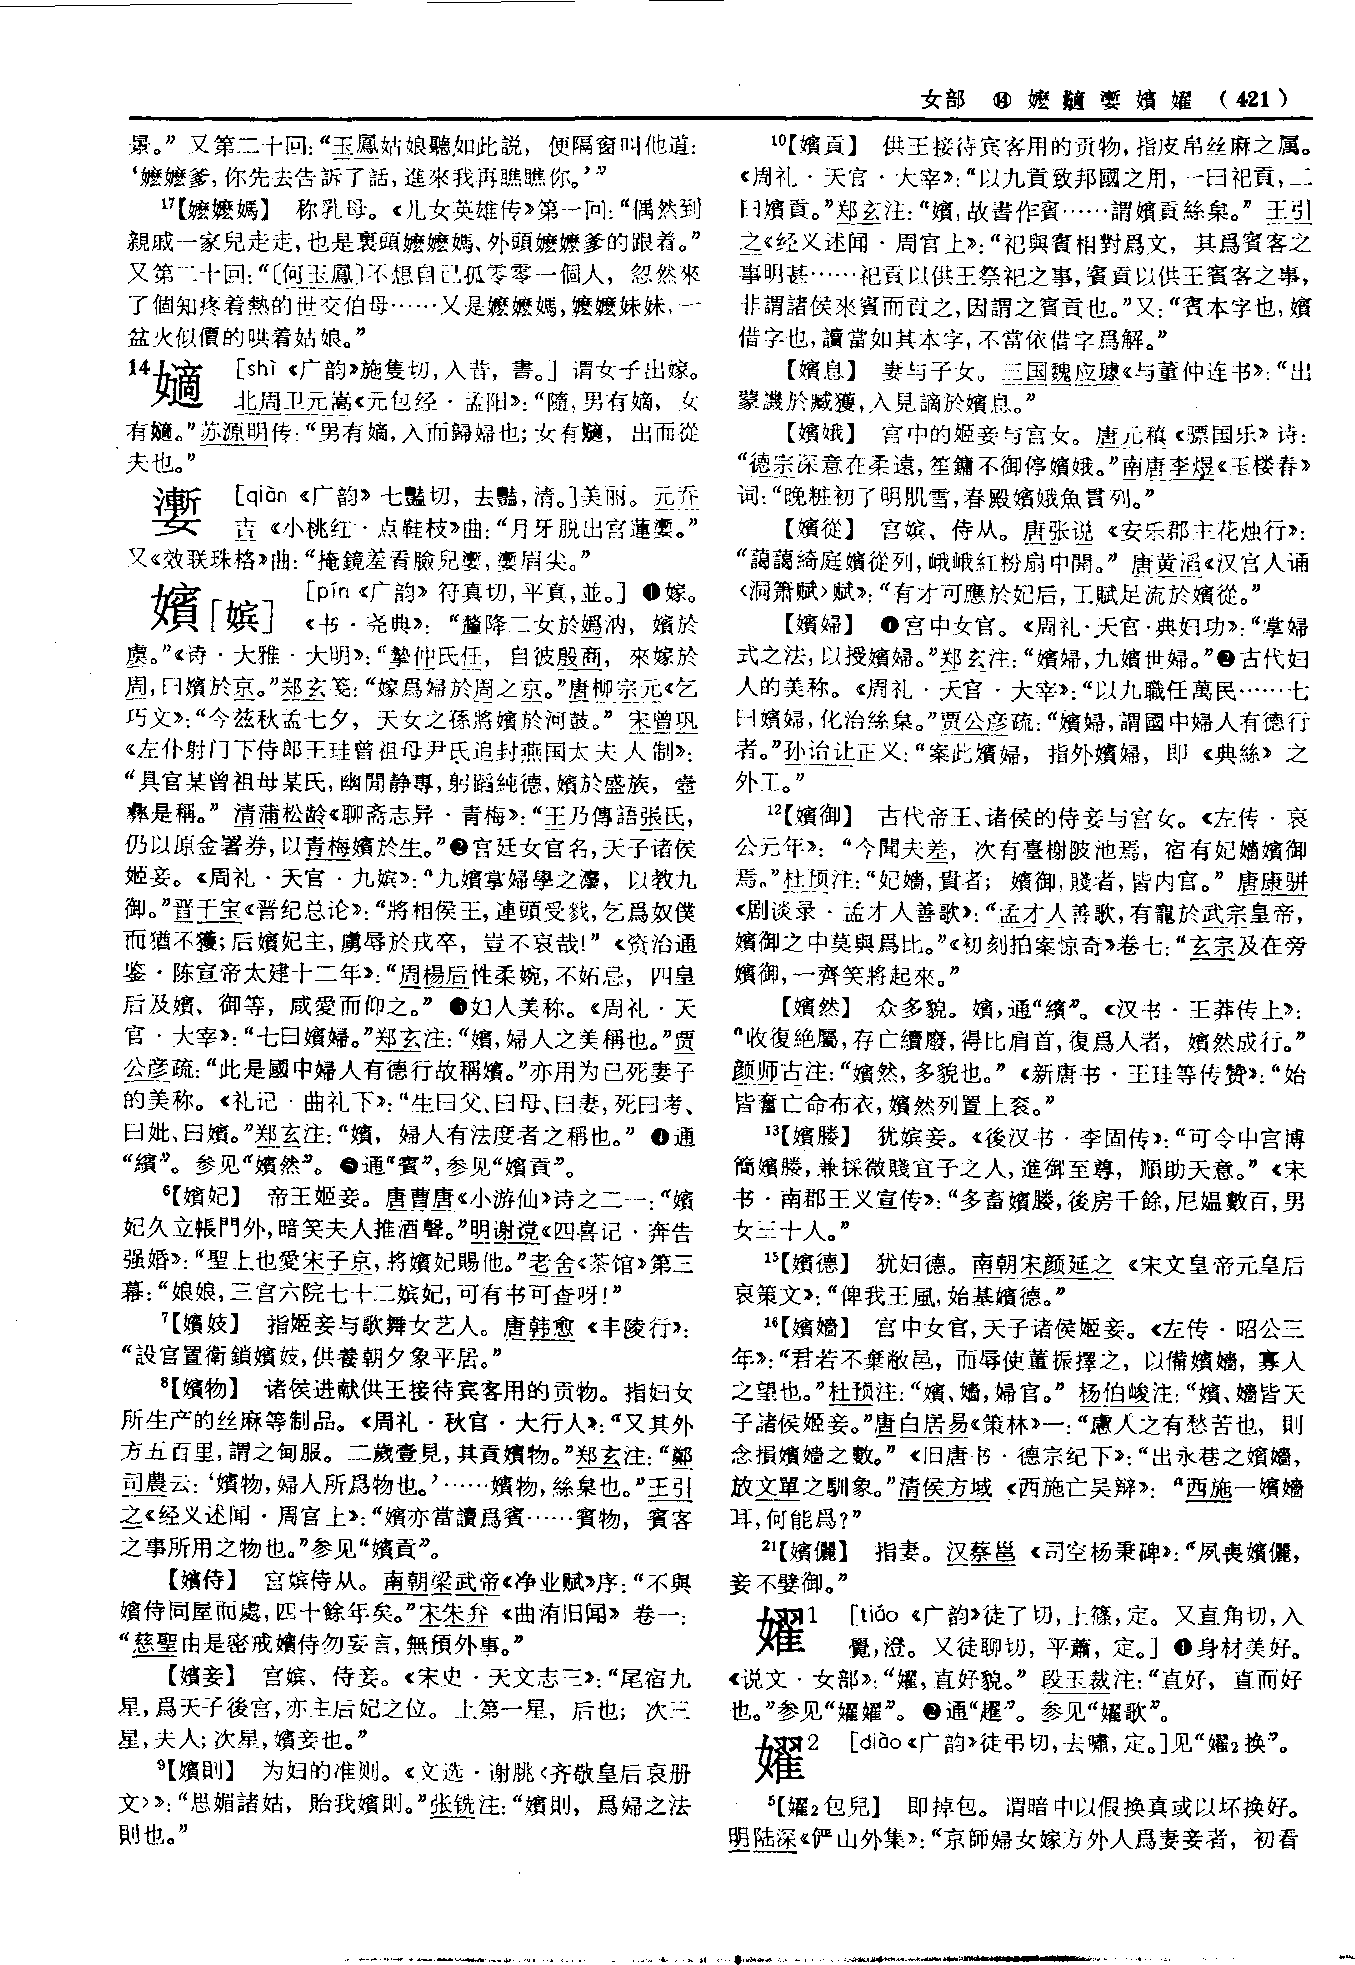 女部 ⑭ 嬤嬂㜞嬪嬥 （421）
景。”又第二十回：“玉鳳姑娘聽如此説，便隔窗叫他道：
‘嬤嬤爹，你先去告訴了話，進來我再瞧瞧你。’”
17【嬤嬤媽】 称乳母。《儿女英雄传》第一回：“偶然到
親戚一家兒走走，也是裏頭嬤嬤媽、外頭嬤嬤爹的跟着。”
又第二十回：“〔何玉鳳〕不想自己孤零零一個人，忽然來
了個知疼着熱的世交伯母……又是嬤嬤媽，嬤嬤妹妹，一
盆火似價的哄着姑娘。”
14 [shì《广韵》施隻切，入昔，書。] 谓女子出嫁。
北周卫元嵩《元包经·孟阳》：“隨，男有嫡，女
有。”苏源明传：“男有嫡，入而歸婦也；女有，出而從
夫也。”
[qiàn《广韵》七豔切，去豔，清。]美丽。元乔
吉《小桃红·点鞋枝》曲：“月牙脱出宫蓮。”
又《效联珠格》曲：“掩鏡羞看臉兒，眉尖。”
嬪[嫔] [pín《广韵》符真切，平真，並。] ❶嫁。
《书·尧典》：“釐降二女於嬀汭，嬪於
虞。”《诗·大雅·大明》：“摯仲氏任，自彼殷商，來嫁於
周，曰嬪於京。”郑玄笺：“嫁爲婦於周之京。”唐柳宗元《乞
巧文》：“今兹秋孟七夕，天女之孫將嬪於河鼓。”宋曾巩
《左仆射门下侍郎王珪曾祖母尹氏追封燕国太夫人制》：
“具官某曾祖母某氏，幽閒静專，躬蹈純德，嬪於盛族，壼
彝是稱。”清蒲松龄《聊斋志异·青梅》：“王乃傳語張氏，
仍以原金署券，以青梅嬪於生。”❷宫廷女官名，天子诸侯
姬妾。《周礼·天官·九嫔》：“九嬪掌婦學之灋，以教九
御。”晋干宝《晋纪总论》：“將相侯王，連頭受戮，乞爲奴僕
而猶不獲；后嬪妃主，虜辱於戎卒，豈不哀哉！”《资治通
鉴·陈宣帝太建十二年》：“周楊后性柔婉，不妬忌，四皇
后及嬪、御等，咸愛而仰之。”❸妇人美称。《周礼·天
官·大宰》：“七曰嬪婦。”郑玄注：“嬪，婦人之美稱也。”贾
公彦疏：“此是國中婦人有德行故稱嬪。”亦用为已死妻子
的美称。《礼记·曲礼下》：“生曰父、曰母、曰妻，死曰考、
曰妣、曰嬪。”郑玄注：“嬪，婦人有法度者之稱也。”❹通
“繽”。参见“嬪然”。❺通“賓”，参见“嬪貢”。
6【嬪妃】 帝王姬妾。唐曹唐《小游仙》诗之二一：“嬪
妃久立帳門外，暗笑夫人推酒聲。”明谢谠《四喜记·奔告
强婚》：“聖上也愛宋子京，將嬪妃賜他。”老舍《茶馆》第三
幕：“娘娘，三宫六院七十二嫔妃，可有书可查呀！”
7【嬪妓】 指姬妾与歌舞女艺人。唐韩愈《丰陵行》：
“設官置衛鎖嬪妓，供養朝夕象平居。”
8【嬪物】 诸侯进献供王接待宾客用的贡物。指妇女
所生产的丝麻等制品。《周礼·秋官·大行人》：“又其外
方五百里，謂之甸服。二歲壹見，其貢嬪物。”郑玄注：“鄭
司農云：‘嬪物，婦人所爲物也。’……嬪物，絲枲也。”王引
之《经义述闻·周官上》：“嬪亦當讀爲賓……賓物，賓客
之事所用之物也。”参见“嬪貢”。
【嬪侍】 宫嫔侍从。南朝梁武帝《净业赋》序：“不與
嬪侍同屋而處，四十餘年矣。”宋朱弁《曲洧旧闻》卷一：
“慈聖由是密戒嬪侍勿妄言，無預外事。”
【嬪妾】 宫嫔、侍妾。《宋史·天文志三》：“尾宿九
星，爲天子後宫，亦主后妃之位。上第一星，后也；次三
星，夫人；次星，嬪妾也。”
9【嬪則】 为妇的准则。《文选·谢朓〈齐敬皇后哀册
文〉》：“思媚諸姑，貽我嬪則。”张铣注：“嬪則，爲婦之法
則也。”
10【嬪貢】 供王接待宾客用的贡物，指皮帛丝麻之属。
《周礼·天官·大宰》：“以九貢致邦國之用，一曰祀貢，二
曰嬪貢。”郑玄注：“嬪，故書作賓……謂嬪貢絲枲。”王引
之《经义述闻·周官上》：“祀與賓相對爲文，其爲賓客之
事明甚……祀貢以供王祭祀之事，賓貢以供王賓客之事，
非謂諸侯來賓而貢之，因謂之賓貢也。”又：“賓本字也，嬪
借字也，讀當如其本字，不當依借字爲解。”
【嬪息】 妻与子女。三国魏应璩《与董仲连书》：“出
蒙譏於臧獲，入見謫於嬪息。”
【嬪娥】 宫中的姬妾与宫女。唐元稹《骠国乐》诗：
“德宗深意在柔遠，笙鏞不御停嬪娥。”南唐李煜《玉楼春》
词：“晚粧初了明肌雪，春殿嬪娥魚貫列。”
【嬪從】 宫嫔、侍从。唐张说《安乐郡主花烛行》：
“藹藹綺庭嬪從列，峨峨紅粉扇中開。”唐黄滔《汉宫人诵
〈洞箫赋〉赋》：“有才可應於妃后，工賦足流於嬪從。”
【嬪婦】 ❶宫中女官。《周礼·天官·典妇功》：“掌婦
式之法，以授嬪婦。”郑玄注：“嬪婦，九嬪世婦。”❷古代妇
人的美称。《周礼·天官·大宰》：“以九職任萬民……七
曰嬪婦，化治絲枲。”贾公彦疏：“嬪婦，謂國中婦人有德行
者。”孙诒让正义：“案此嬪婦，指外嬪婦，即《典絲》之
外工。”
12【嬪御】 古代帝王、诸侯的侍妾与宫女。《左传·哀
公元年》：“今聞夫差，次有臺榭陂池焉，宿有妃嬙嬪御
焉。”杜预注：“妃嬙，貴者；嬪御，賤者，皆内官。”唐康骈
《剧谈录·孟才人善歌》：“孟才人善歌，有寵於武宗皇帝，
嬪御之中莫與爲比。”《初刻拍案惊奇》卷七：“玄宗及在旁
嬪御，一齊笑將起來。”
【嬪然】 众多貌。嬪，通“繽”。《汉书·王莽传上》：
“收復絶屬，存亡續廢，得比肩首，復爲人者，嬪然成行。”
颜师古注：“嬪然，多貌也。”《新唐书·王珪等传赞》：“始
皆奮亡命布衣，嬪然列置上衮。”
13【嬪媵】 犹嫔妾。《後汉书·李固传》：“可令中宫博
簡嬪媵，兼採微賤宜子之人，進御至尊，順助天意。”《宋
书·南郡王义宣传》：“多畜嬪媵，後房千餘，尼媪數百，男
女三十人。”
15【嬪德】 犹妇德。南朝宋颜延之《宋文皇帝元皇后
哀策文》：“俾我王風，始基嬪德。”
16【嬪嬙】 宫中女官，天子诸侯姬妾。《左传·昭公三
年》：“君若不棄敝邑，而辱使董振擇之，以備嬪嬙，寡人
之望也。”杜预注：“嬪、嬙，婦官。”杨伯峻注：“嬪、嬙皆天
子諸侯姬妾。”唐白居易《策林》一：“慮人之有愁苦也，則
念損嬪嬙之數。”《旧唐书·德宗纪下》：“出永巷之嬪嬙，
放文單之馴象。”清侯方域《西施亡吴辩》：“西施一嬪嬙
耳，何能爲？”
21【嬪儷】 指妻。汉蔡邕《司空杨秉碑》：“夙喪嬪儷，
妾不嬖御。”
嬥1 [tiǎo《广韵》徒了切，上篠，定。又直角切，入
覺，澄。又徒聊切，平蕭，定。] ❶身材美好。
《说文·女部》：“嬥，直好貌。”段玉裁注：“直好，直而好
也。”参见“嬥嬥”。❷通“趯”。参见“嬥歌”。
嬥2 [diào《广韵》徒弔切，去嘯，定。]见“嬥2换”。
5【嬥2包兒】 即掉包。谓暗中以假换真或以坏换好。
明陆深《俨山外集》：“京師婦女嫁方外人爲妻妾者，初看